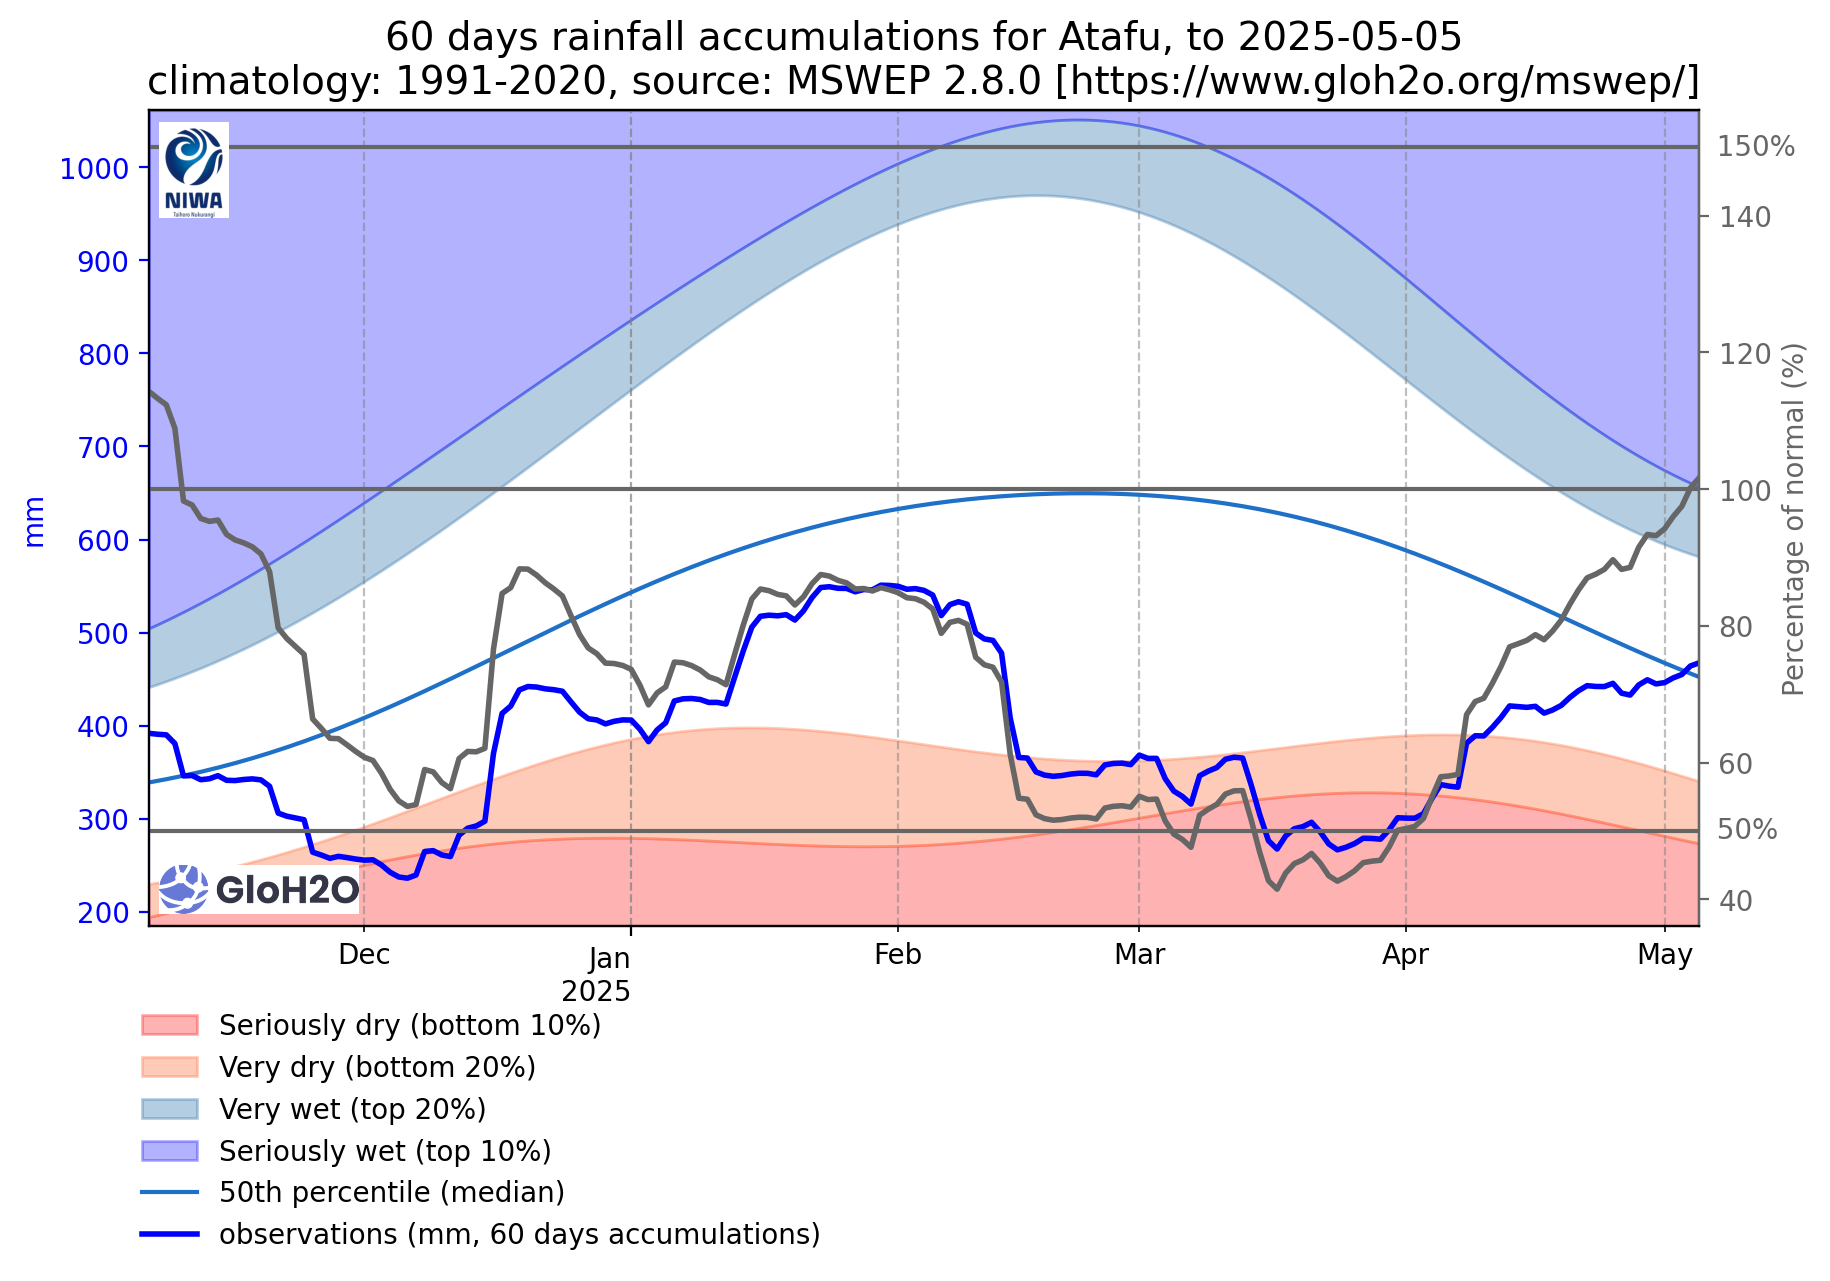 60 days rainfall accumulations for Atafu, to 2025-05-05
climatology: 1991-2020, source: MSWEP 2.8.0 [https://www.gloh2o.org/mswep/]
NIWA
Taihoro Nukurangi
1000
900
800
700
600
500
400
300
200
mm
150%
140
120
100
80
60
50%
40
Percentage of normal (%)
GloH2O
Dec
Jan
2025
Feb
Mar
Apr
May
Seriously dry (bottom 10%)
Very dry (bottom 20%)
Very wet (top 20%)
Seriously wet (top 10%)
50th percentile (median)
observations (mm, 60 days accumulations)